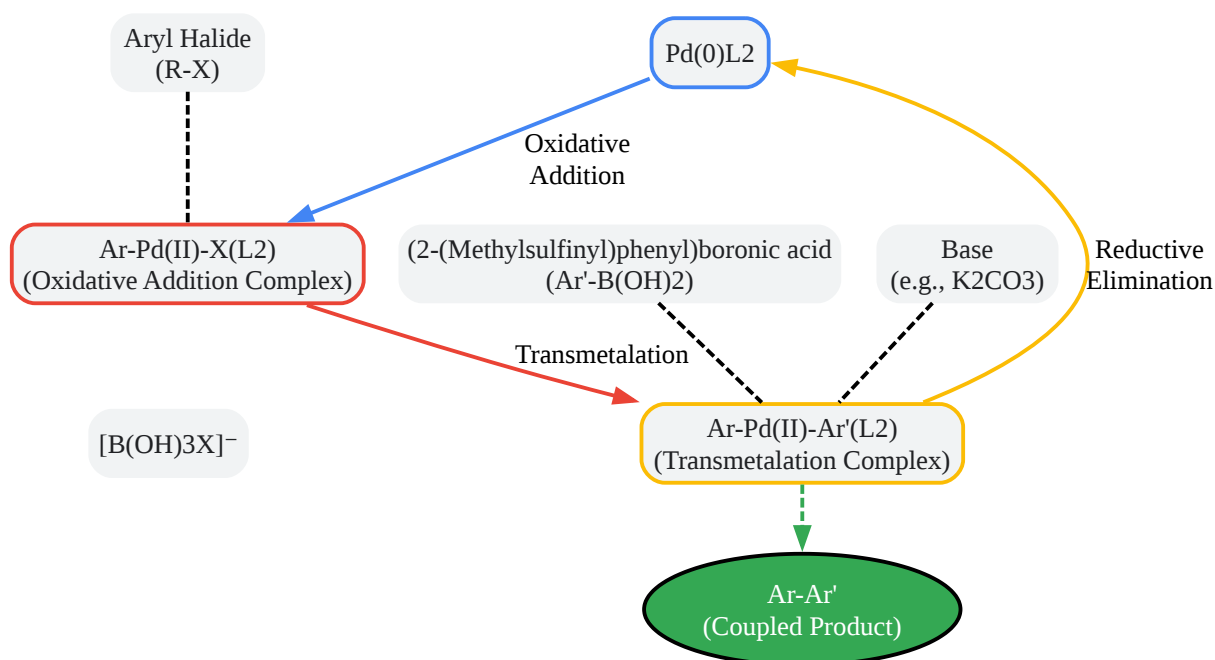 Aryl Halide
(R-X)
Pd(0)L2
Oxidative
Addition
Ar-Pd(II)-X(L2)
(Oxidative Addition Complex)
(2-(Methylsulfinyl)phenyl)boronic acid
(Ar'-B(OH)2)
Base
(e.g., K2CO3)
Reductive
Elimination
Transmetalation
[B(OH)3X]⁻
Ar-Pd(II)-Ar'(L2)
(Transmetalation Complex)
Ar-Ar'
(Coupled Product)